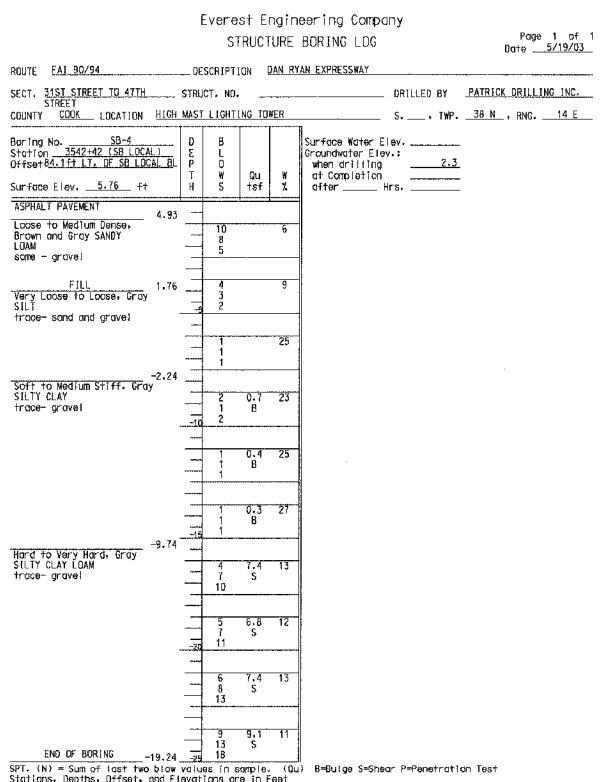 Everest Engineering Company
STRUCTURE BORING LOG
Page 1 of 1
Date 5/19/03
ROUTE FAI 90/94 DESCRIPTION DAN RYAN EXPRESSWAY
SECT. 31ST STREET TO 47TH STREET STRUCT. NO. DRILLED BY PATRICK DRILLING INC.
COUNTY COOK LOCATION HIGH MAST LIGHTING TOWER S. , TWP. 38 N , RNG. 14 E
Boring No. SB-4
Station 3542+42 (SB LOCAL)
Offset 84.1ft LT. OF SB LOCAL BL
Surface Elev. 5.76 ft
DEPTH
BLOWS
Qu tsf
W %
Surface Water Elev.
Groundwater Elev.:
when drilling 2.3
at Completion
after Hrs.
ASPHALT PAVEMENT
4.93
Loose to Medium Dense,
Brown and Gray SANDY
LOAM
some - gravel
10 6
8
5
FILL 1.76
4 9
3
2
Very Loose to Loose, Gray
SILT
trace- sand and gravel
-5
1 25
1
1
-2.24
Soft to Medium Stiff, Gray
SILTY CLAY
trace- gravel
2 0.7 23
1 B
2
-10
1 0.4 25
1 B
1
1 0.3 27
1 B
1
-15
-9.74
Hard to Very Hard, Gray
SILTY CLAY LOAM
trace- gravel
4 7.4 13
7 S
10
5 6.8 12
7 S
11
-20
6 7.4 13
8 S
13
9 9.1 11
13 S
18
END OF BORING -19.24 -25
SPT. (N) = Sum of last two blow values in sample. (Qu) B=Bulge S=Shear P=Penetration Test
Stations, Depths, Offset, and Elevations are in Feet